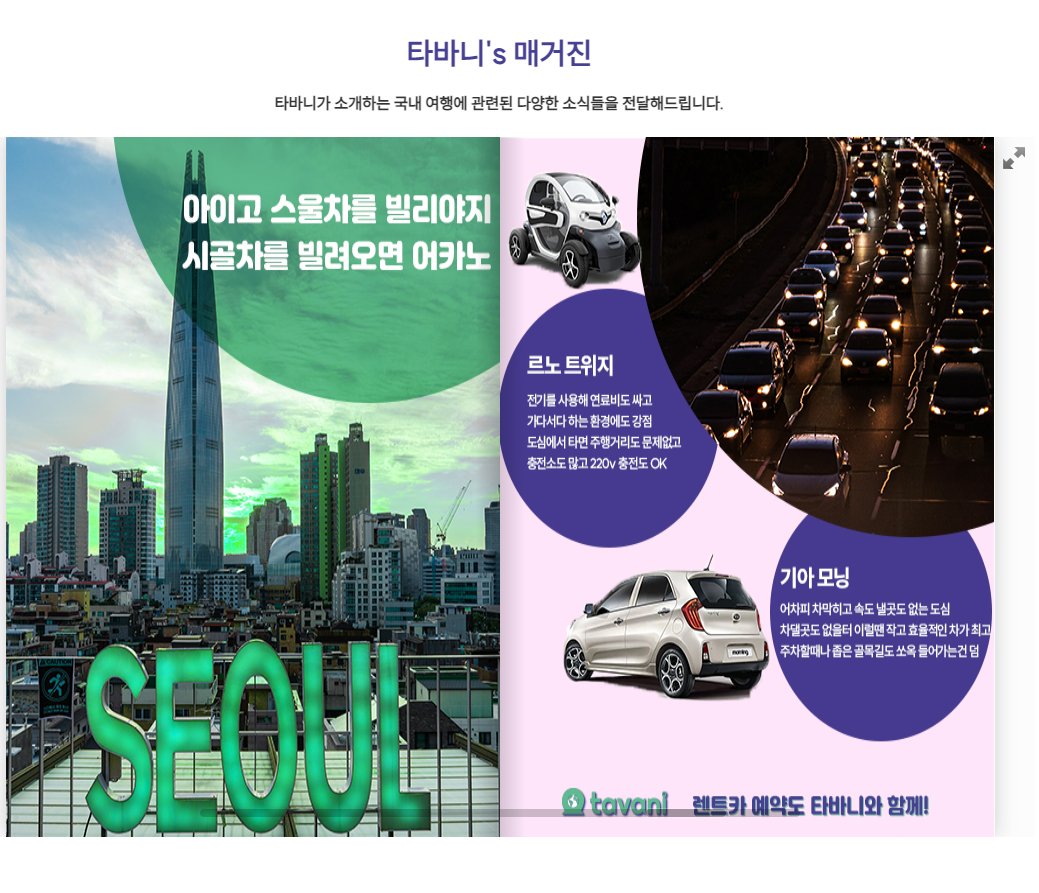 타바니's 매거진
타바니가 소개하는 국내 여행에 관련된 다양한 소식들을 전달해드립니다.
아이고 스울차를 빌리야지
시골차를 빌려오면 어카노
SEOUL
르노 트위지
전기를 사용해 연료비도 싸고
가다서다 하는 환경에도 강점
도심에서 타면 주행거리도 문제없고
충전소도 많고 220v 충전도 OK
기아 모닝
어차피 차막히고 속도 낼곳도 없는 도심
차댈곳도 없을터 이럴땐 작고 효율적인 차가 최고
주차할때나 좁은 골목길도 쏘옥 들어가는건 덤
morning
tavani 렌트카 예약도 타바니와 함께!